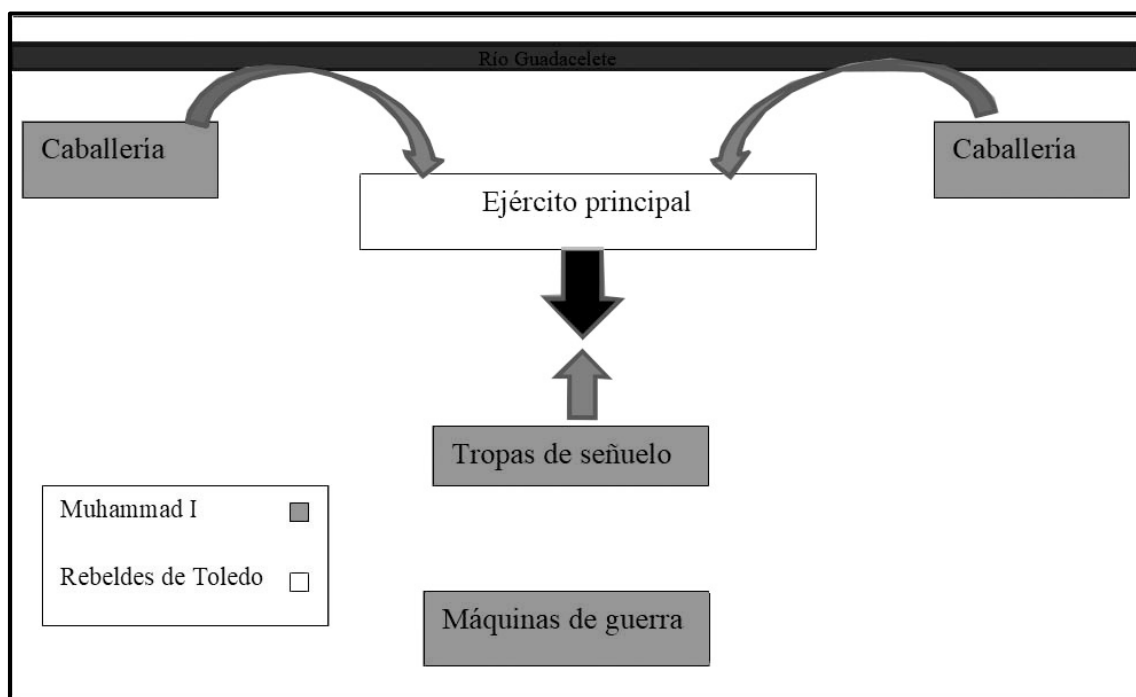 Río Guadacelete
Caballería
Caballería
Ejército principal
Tropas de señuelo
Muhammad I
Rebeldes de Toledo
Máquinas de guerra